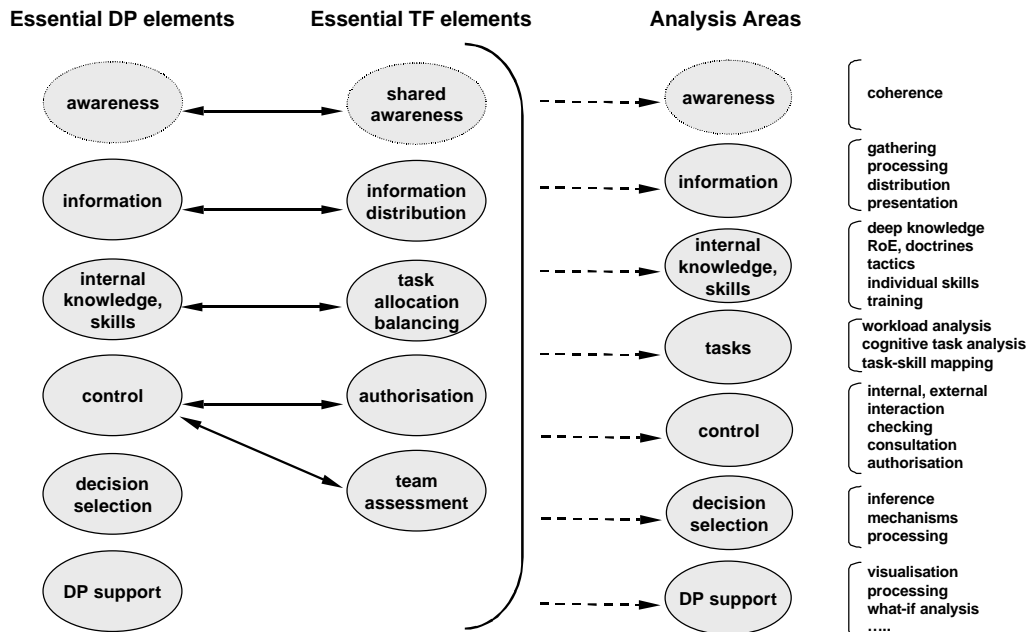 Essential DP elements
Essential TF elements
Analysis Areas
awareness
information
internal
knowledge,
skills
control
decision
selection
DP support
shared
awareness
information
distribution
task
allocation
balancing
authorisation
team
assessment
awareness
information
internal
knowledge,
skills
tasks
control
decision
selection
DP support
coherence
gathering
processing
distribution
presentation
deep knowledge
RoE, doctrines
tactics
individual skills
training
workload analysis
cognitive task analysis
task-skill mapping
internal, external
interaction
checking
consultation
authorisation
inference
mechanisms
processing
visualisation
processing
what-if analysis
.....